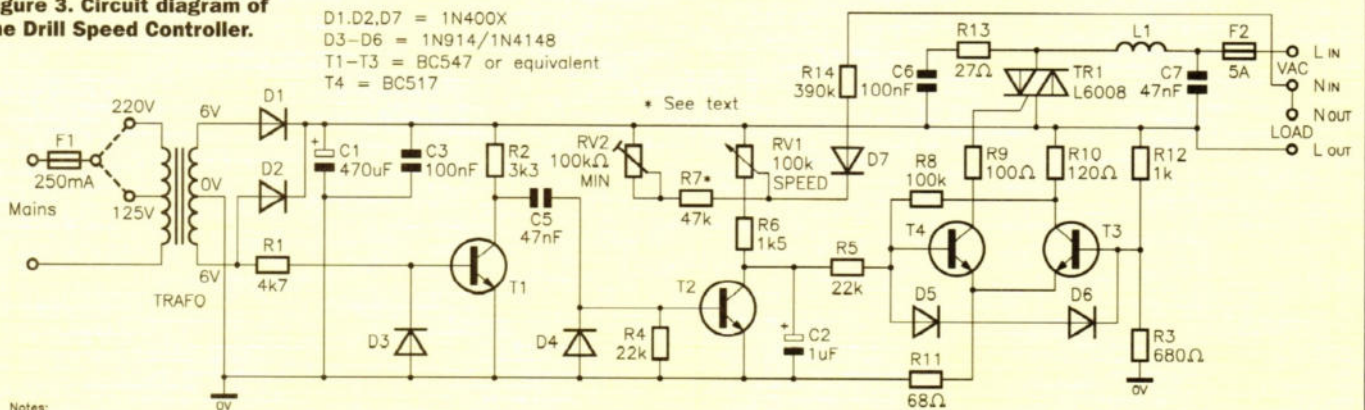 Figure 3. Circuit diagram of
the Drill Speed Controller.
D1.D2,D7 = 1N400X
D3-D6 = 1N914/1N4148
T1-T3 = BC547 or equivalent
T4 = BC517
* See text
F1
250mA
Mains
220V
125V
TRAFO
6V
0V
6V
D1
D2
R1
4k7
C1
470uF
+
C3
100nF
D3
R2
3k3
T1
C5
47nF
D4
R4
22k
RV2
100kΩ
MIN
R7*
47k
RV1
100k
SPEED
R6
1k5
T2
+
C2
1uF
R5
22k
R14
390k
D7
C6
100nF
R13
27Ω
TR1
L6008
L1
C7
47nF
F2
5A
L IN
VAC
N IN
N OUT
LOAD
L OUT
R8
100k
R9
100Ω
R10
120Ω
R12
1k
T4
T3
D5
D6
R11
68Ω
R3
680Ω
0V
0V
Notes: